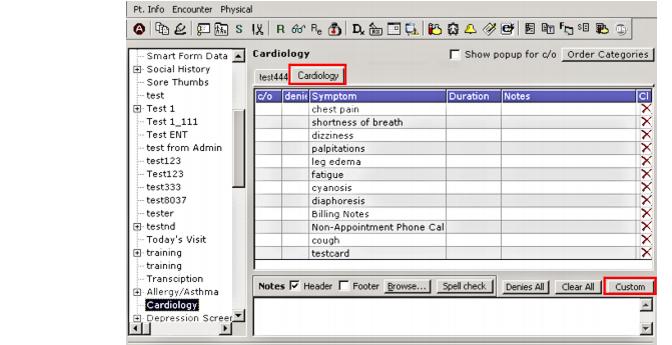 Pt. Info Encounter Physical
Smart Form Data
Social History
Sore Thumbs
test
Test 1
Test 1_111
Test ENT
test from Admin
test123
Test123
test333
test8037
tester
testnd
Today's Visit
training
training
Transciption
Allergy/Asthma
Cardiology
Depression Screer
Cardiology
Show popup for c/o Order Categories
test444 Cardiology
c/o denie Symptom Duration Notes Cl
chest pain
shortness of breath
dizziness
palpitations
leg edema
fatigue
cyanosis
diaphoresis
Billing Notes
Non-Appointment Phone Cal
cough
testcard
Notes Header Footer Browse... Spell check Denies All Clear All Custom